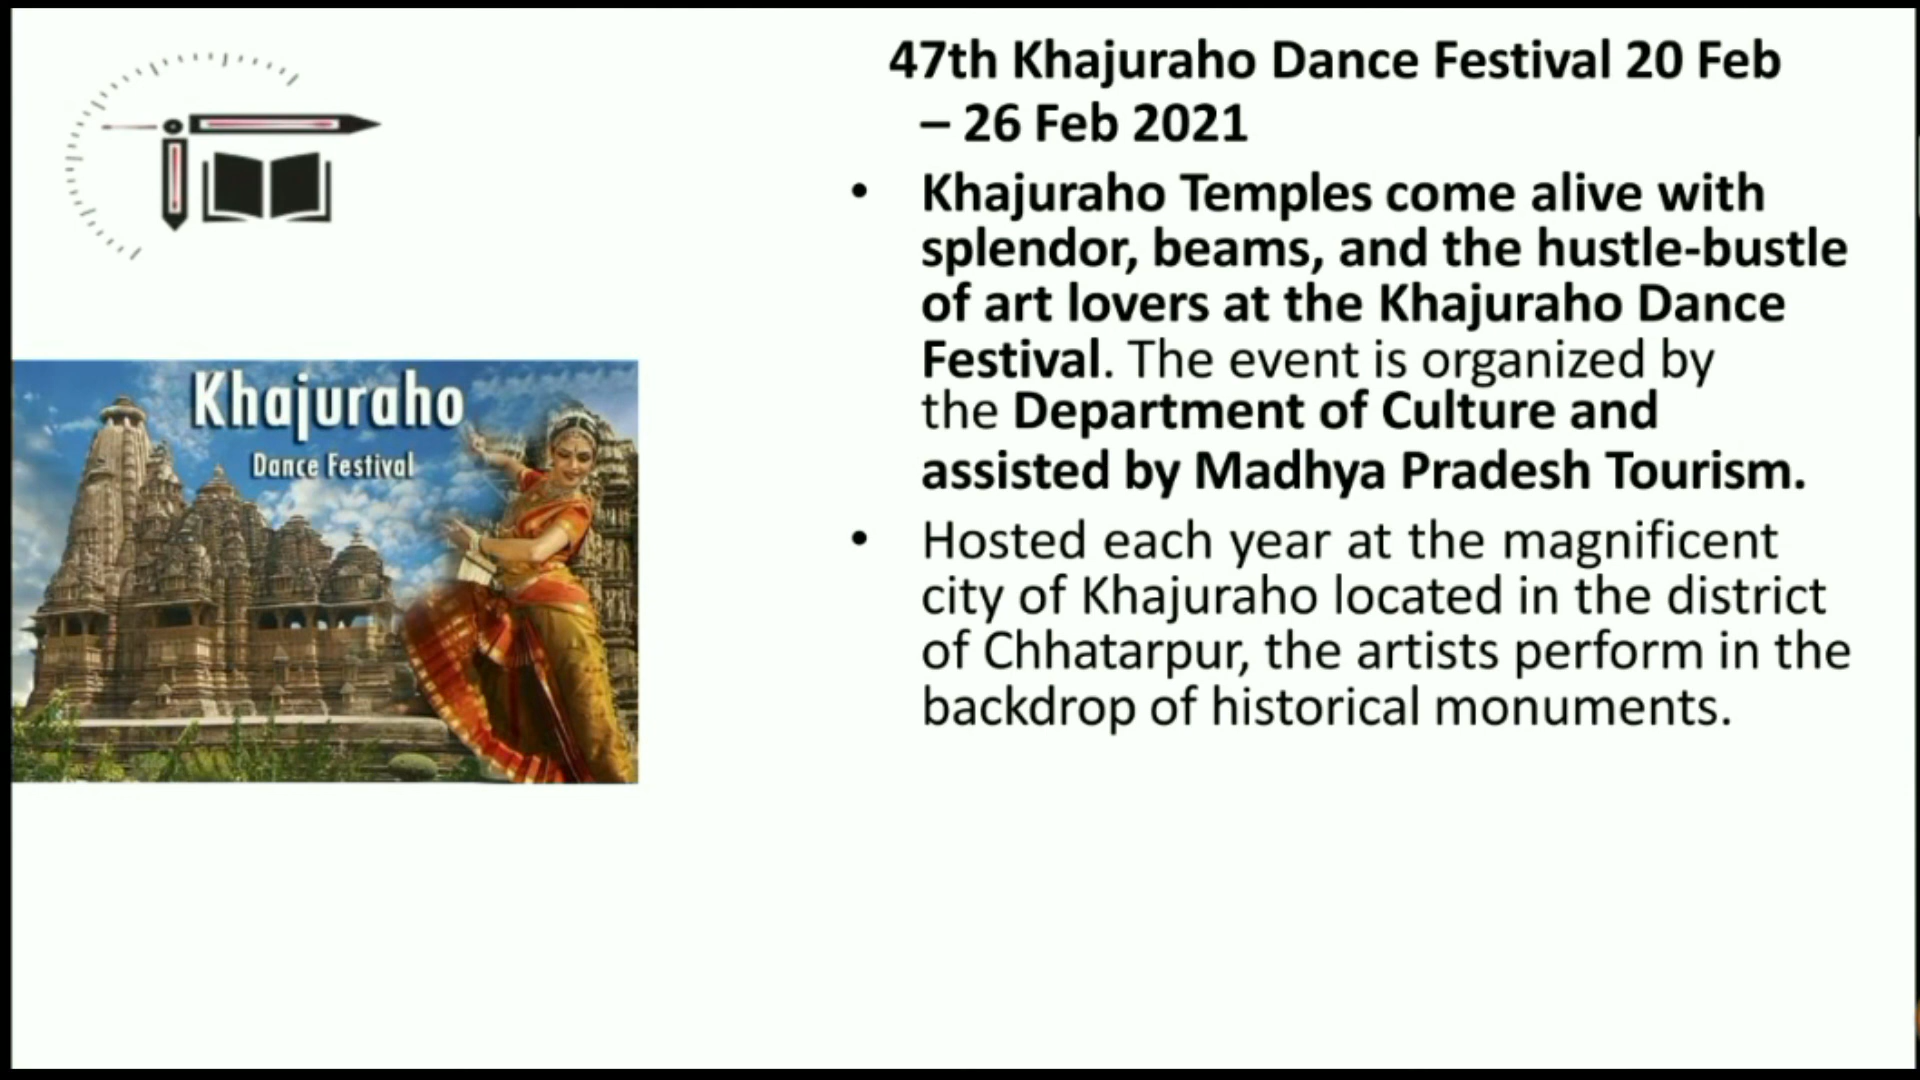 47th Khajuraho Dance Festival 20 Feb
– 26 Feb 2021
• Khajuraho Temples come alive with
splendor, beams, and the hustle-bustle
of art lovers at the Khajuraho Dance
Festival. The event is organized by
the Department of Culture and
assisted by Madhya Pradesh Tourism.
• Hosted each year at the magnificent
city of Khajuraho located in the district
of Chhatarpur, the artists perform in the
backdrop of historical monuments.
Khajuraho
Dance Festival